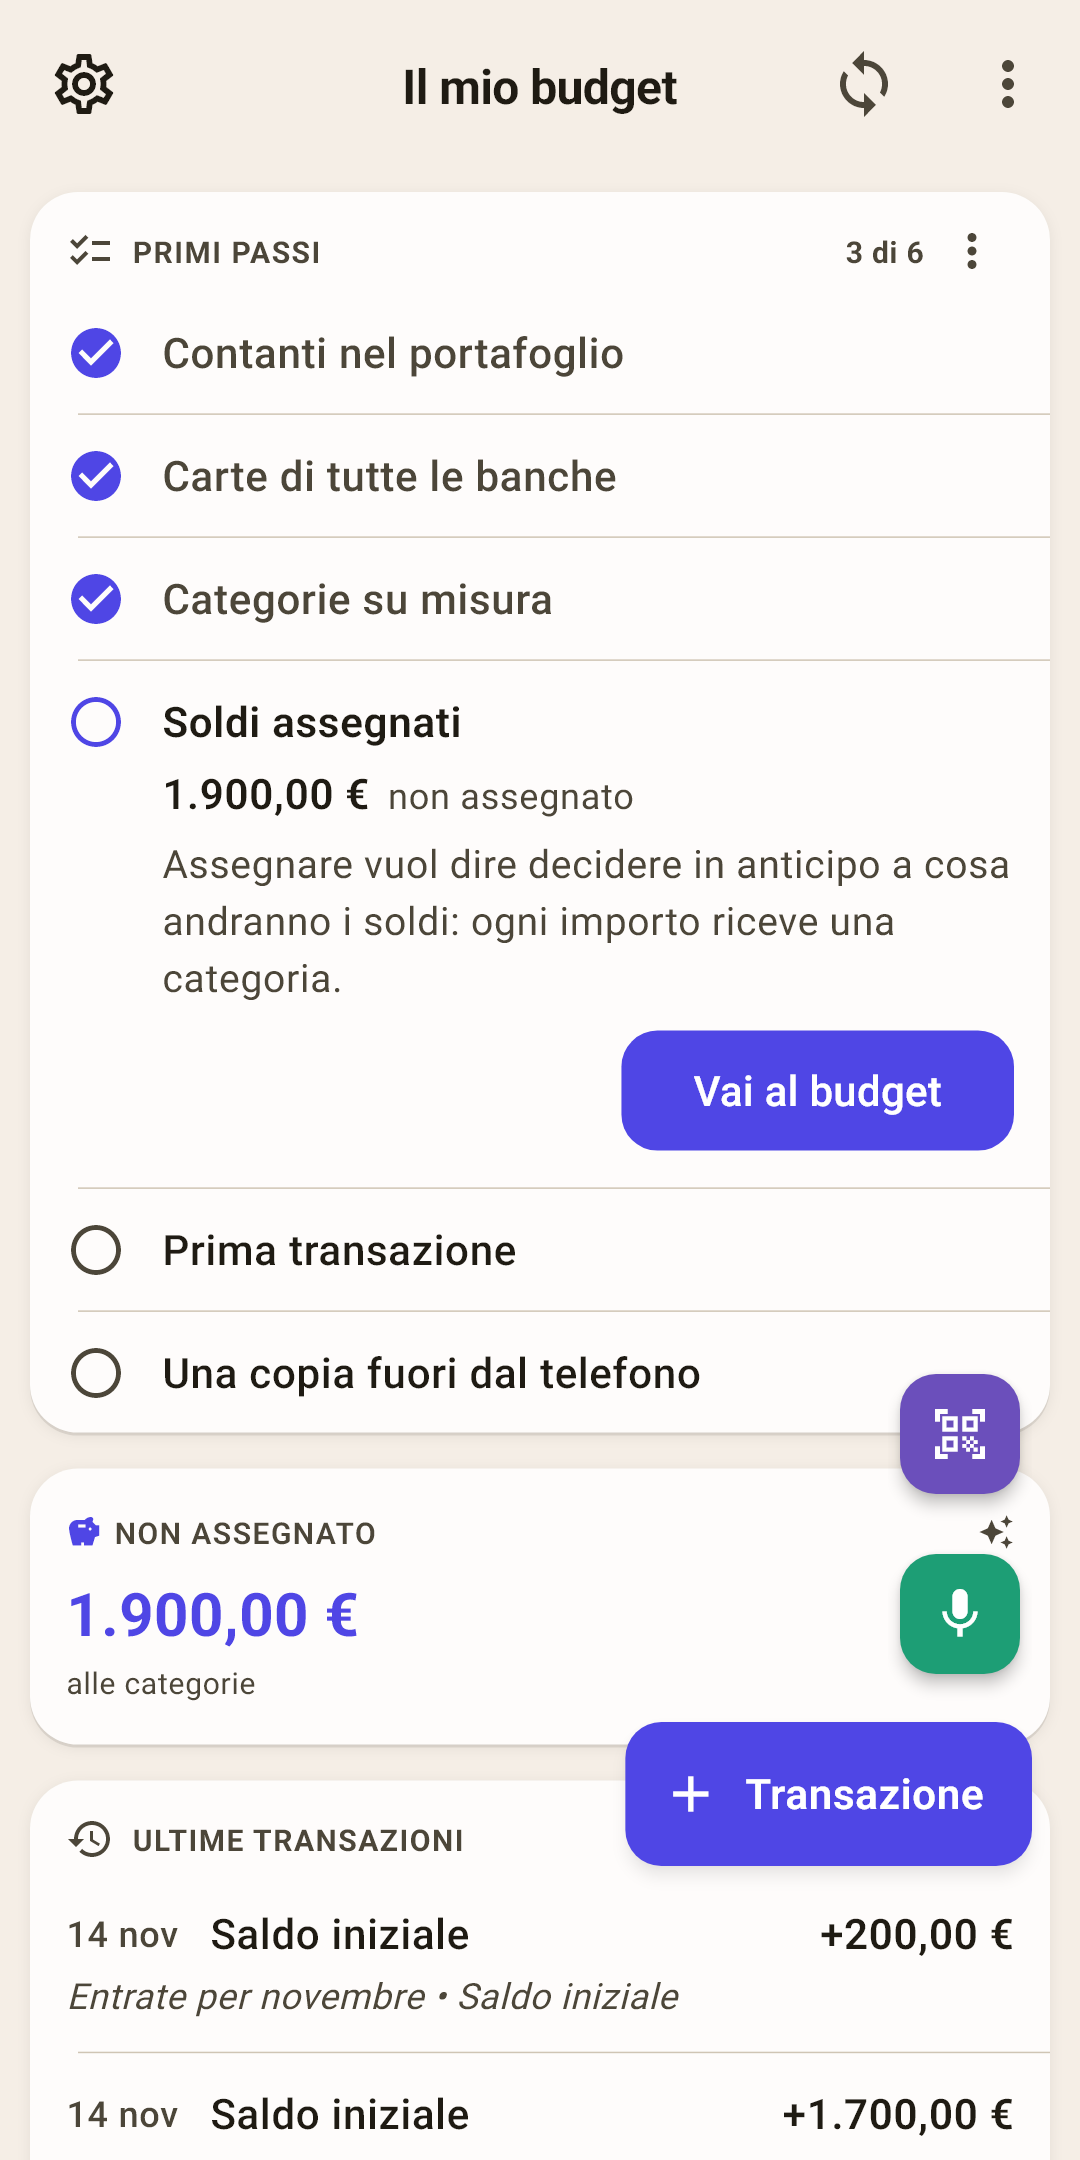 Il mio budget
PRIMI PASSI
3 di 6
Contanti nel portafoglio
Carte di tutte le banche
Categorie su misura
Soldi assegnati
1.900,00 € non assegnato
Assegnare vuol dire decidere in anticipo a cosa
andranno i soldi: ogni importo riceve una
categoria.
Vai al budget
Prima transazione
Una copia fuori dal telefono
NON ASSEGNATO
1.900,00 €
alle categorie
Transazione
ULTIME TRANSAZIONI
14 nov Saldo iniziale +200,00 €
Entrate per novembre • Saldo iniziale
14 nov Saldo iniziale +1.700,00 €